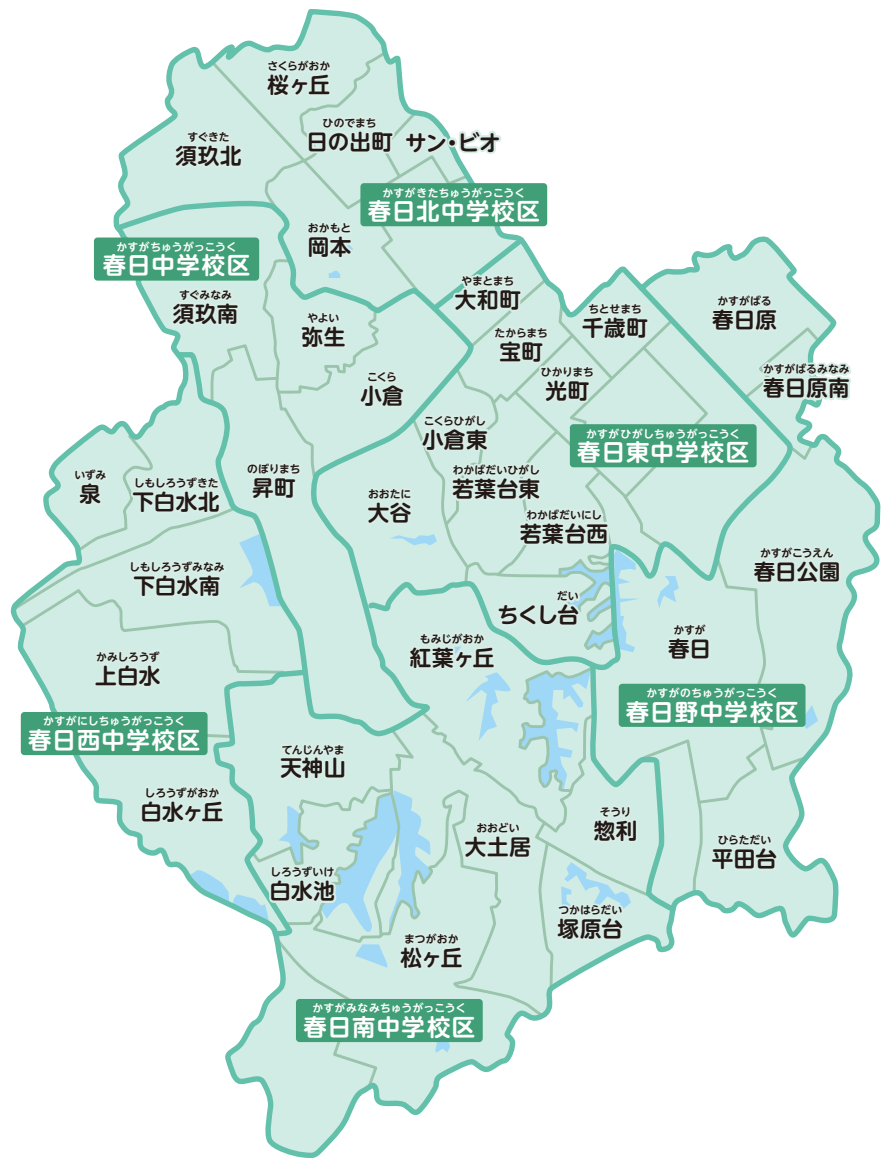 さくらがおか
桜ヶ丘
ひのでまち
日の出町
サン・ビオ
すぐきた
須玖北
かすがきたちゅうがっこうく
春日北中学校区
おかもと
岡本
かすがちゅうがっこうく
春日中学校区
すぐみなみ
須玖南
やよい
弥生
やまとまち
大和町
ちとせまち
千歳町
かすがばる
春日原
たからまち
宝町
ひかりまち
光町
かすがばるみなみ
春日原南
こくら
小倉
こくらひがし
小倉東
かすがひがしちゅうがっこうく
春日東中学校区
いずみ
泉
しもしろうずきた
下白水北
のぼりまち
昇町
おおたに
大谷
わかばだいひがし
若葉台東
わかばだいにし
若葉台西
かすがこうえん
春日公園
しもしろうずみなみ
下白水南
だい
ちくし台
かみしろうず
上白水
もみじがおか
紅葉ヶ丘
かすが
春日
かすがのちゅうがっこうく
春日野中学校区
かすがにしちゅうがっこうく
春日西中学校区
てんじんやま
天神山
しろうずがおか
白水ヶ丘
おおどい
大土居
そうり
惣利
ひらただい
平田台
しろうずいけ
白水池
つかはらだい
塚原台
まつがおか
松ヶ丘
かすがみなみちゅうがっこうく
春日南中学校区